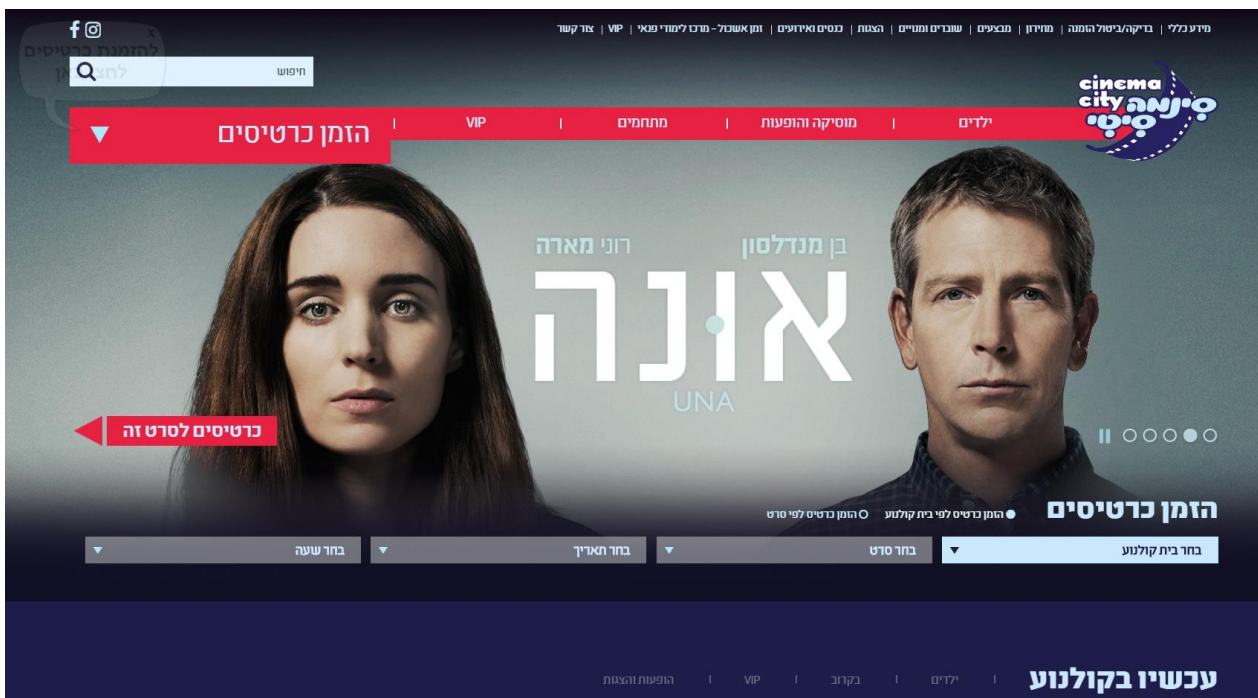 מידע כללי | בדיקה/ביטול הזמנה | מחירון | מבצעים | שוברים ומנויים | הצגות | כנסים ואירועים | זמן אשכול – מרכז לימודי פנאי | VIP | צור קשר
x
להזמנת כרטיסים
חיפוש
cinema
city
סינמה
סיטי
ילדים | מוסיקה והופעות | מתחמים | VIP | הזמן כרטיסים
בן מנדלסון רוני מארה
אונה
UNA
כרטיסים לסרט זה
הזמן כרטיסים הזמן כרטיס לפי בית קולנוע הזמן כרטיס לפי סרט
בחר בית קולנוע בחר סרט בחר תאריך בחר שעה
עכשיו בקולנוע | ילדים | בקרוב | VIP | הופעות והצגות